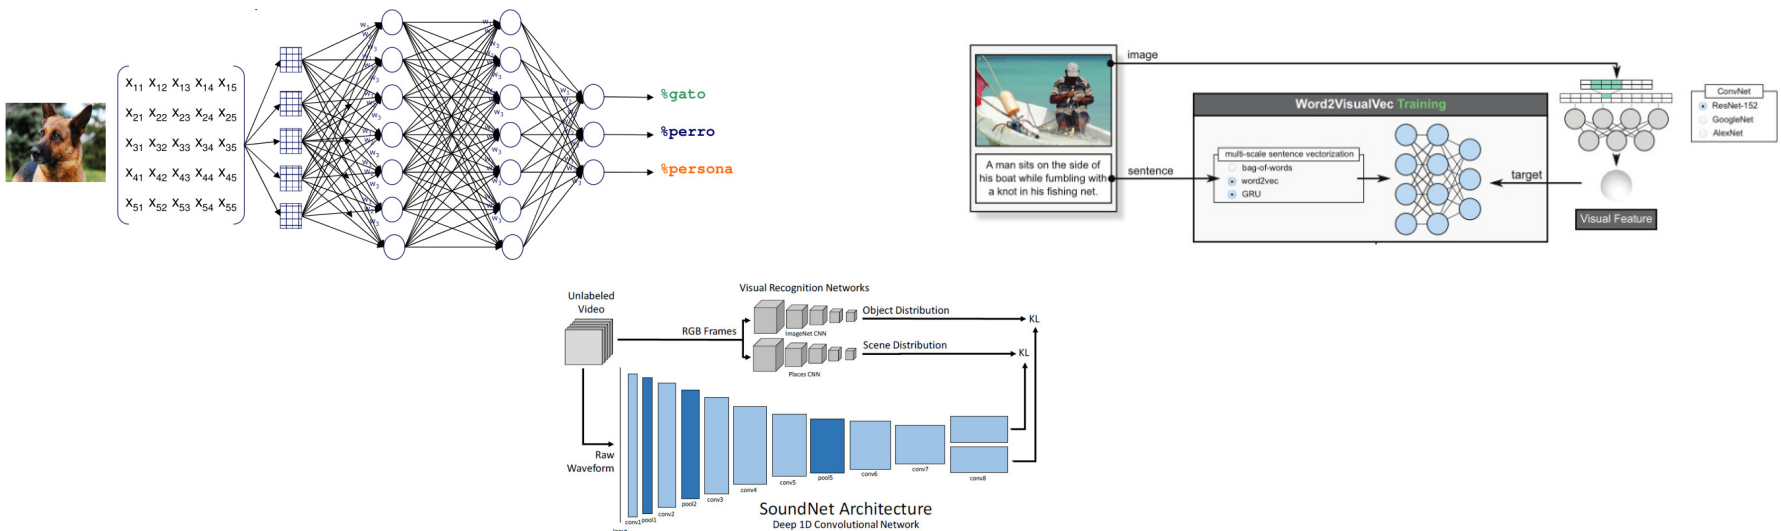 X11 X12 X13 X14 X15
X21 X22 X23 X24 X25
X31 X32 X33 X34 X35
X41 X42 X43 X44 X45
X51 X52 X53 X54 X55
%gato
%perro
%persona
image
sentence
A man sits on the side of
his boat while fumbling with
a knot in his fishing net.
Word2VisualVec Training
multi-scale sentence vectorization
bag-of-words
word2vec
GRU
target
ConvNet
ResNet-152
GoogleNet
AlexNet
Visual Feature
Unlabeled
Video
Visual Recognition Networks
RGB Frames
ImageNet CNN
Object Distribution
KL
Places CNN
Scene Distribution
KL
Raw
Waveform
conv1
pool1
conv2
pool2
conv3
conv4
conv5
pool5
conv6
conv7
conv8
SoundNet Architecture
Deep 1D Convolutional Network